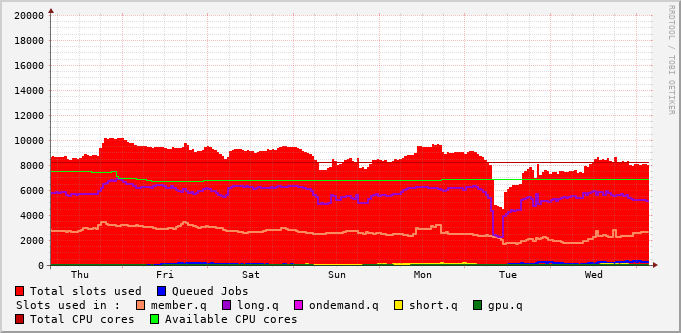 RRDTOOL / TOBI OETIKER
20000
18000
16000
14000
12000
10000
8000
6000
4000
2000
0
Thu Fri Sat Sun Mon Tue Wed
Total slots used Queued Jobs
Slots used in : member.q long.q ondemand.q short.q gpu.q
Total CPU cores Available CPU cores